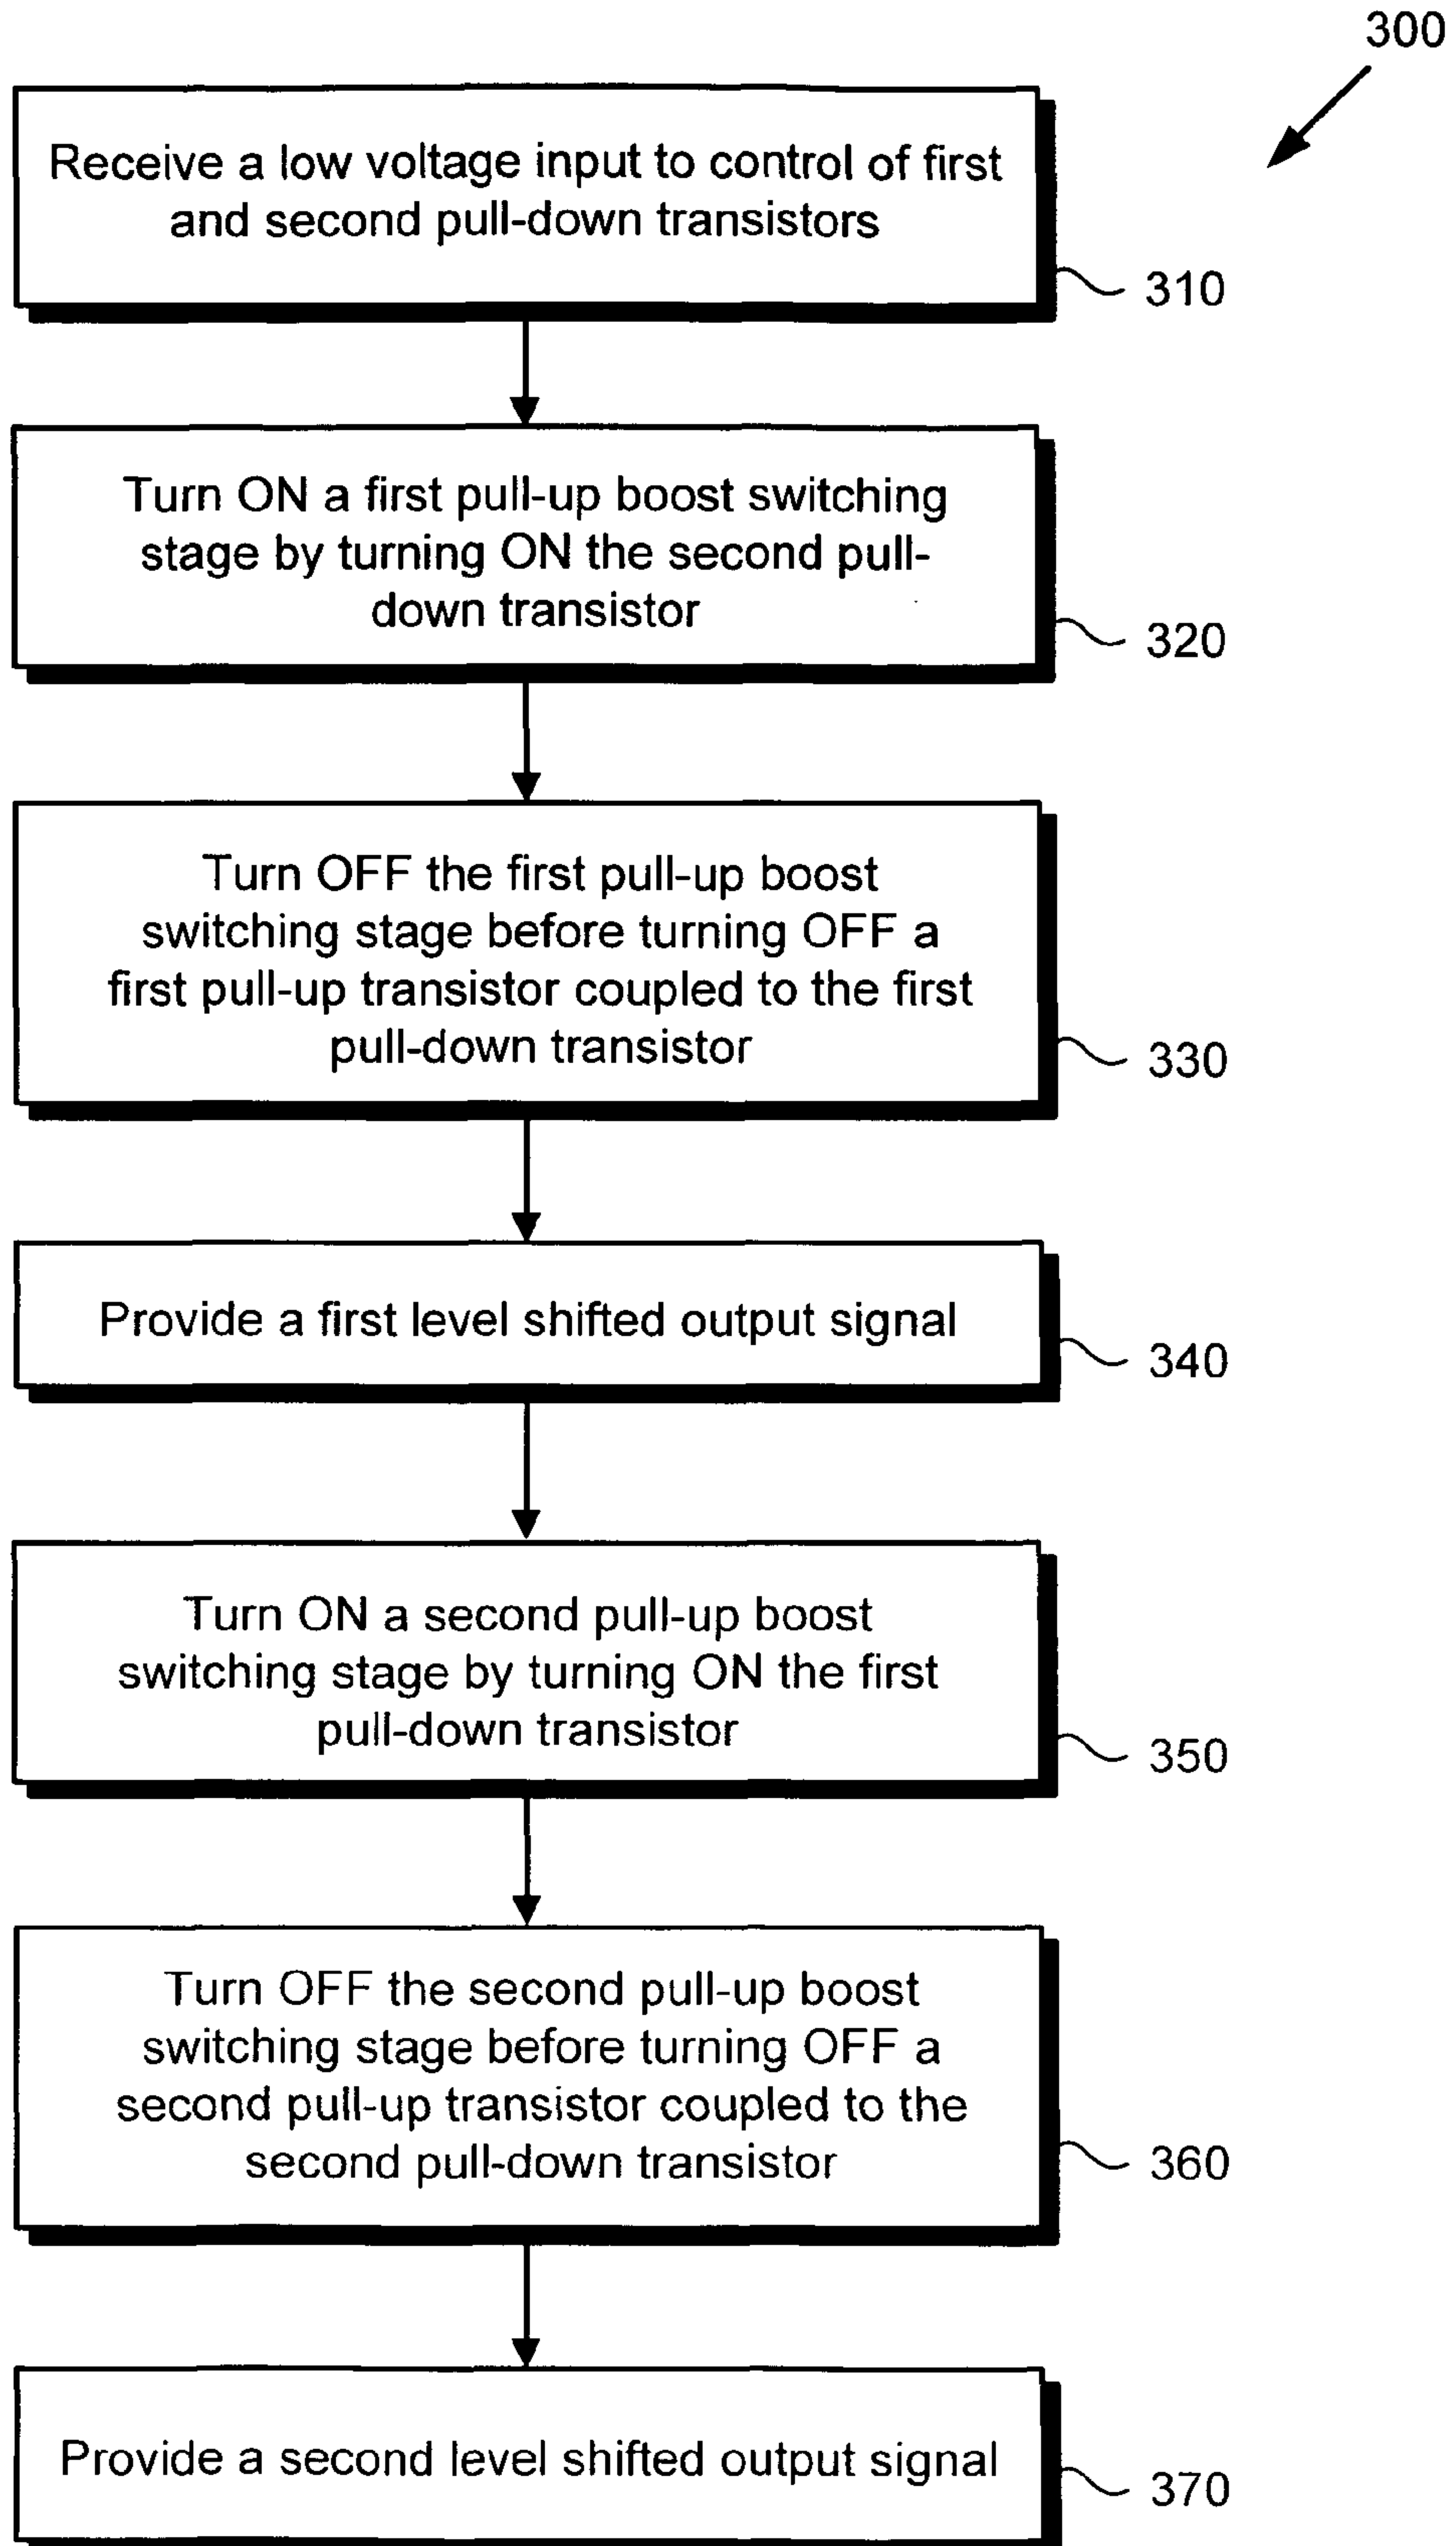 300
Receive a low voltage input to control of first
and second pull-down transistors
310
Turn ON a first pull-up boost switching
stage by turning ON the second pull-
down transistor
320
Turn OFF the first pull-up boost
switching stage before turning OFF a
first pull-up transistor coupled to the first
pull-down transistor
330
Provide a first level shifted output signal
340
Turn ON a second pull-up boost
switching stage by turning ON the first
pull-down transistor
350
Turn OFF the second pull-up boost
switching stage before turning OFF a
second pull-up transistor coupled to the
second pull-down transistor
360
Provide a second level shifted output signal
370